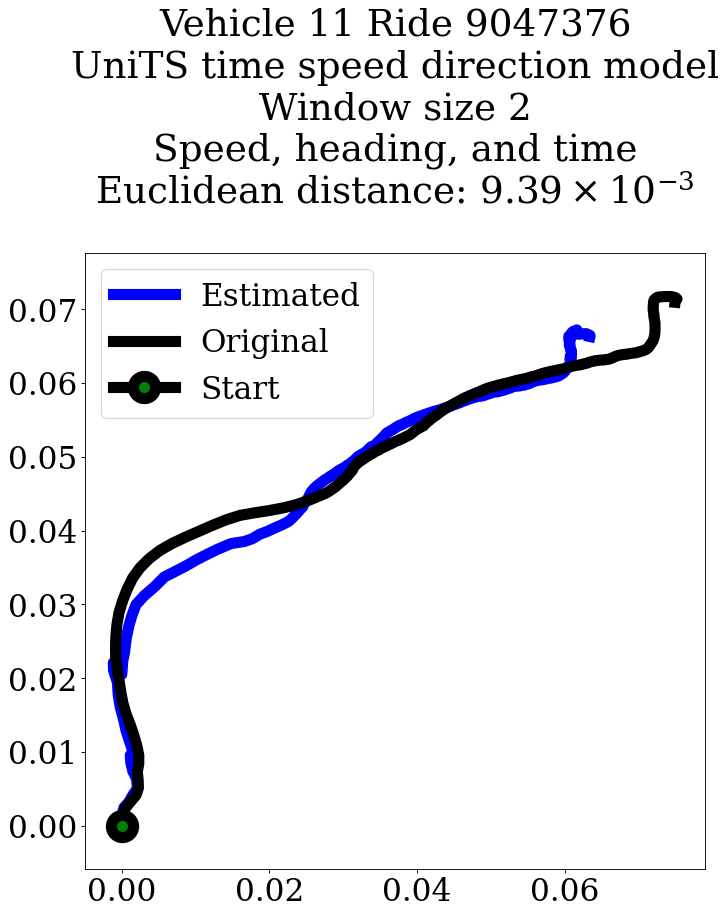 Vehicle 11 Ride 9047376
UniTS time speed direction model
Window size 2
Speed, heading, and time
Euclidean distance: 9.39 × 10⁻³
Estimated
Original
Start
0.07
0.06
0.05
0.04
0.03
0.02
0.01
0.00
0.00 0.02 0.04 0.06